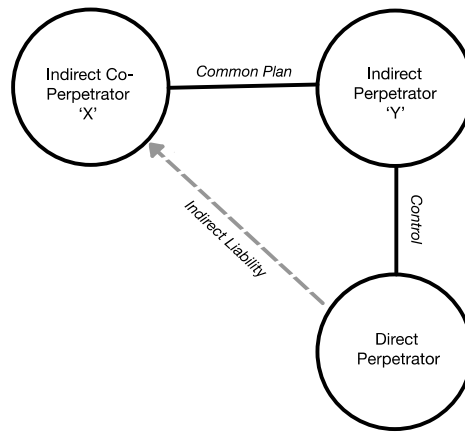 Indirect Co-
Perpetrator
‘X’
Common Plan
Indirect
Perpetrator
‘Y’
Indirect Liability
Control
Direct
Perpetrator